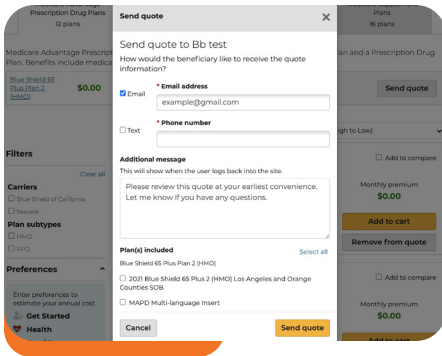 Prescription Drug Plans
12 plans
Plans
16 plans
Medicare Advantage Prescript
Plan. Benefits include medica
an and a Prescription Drug
Blue Shield 65
Plus Plan 2
(HMO)
$0.00
Send quote
igh to Low)
Filters
Clear all
Carriers
Blue Shield of California
Plan subtypes
HMO
PPO
Preferences
Enter preferences to
estimate your annual cost.
Get Started
Health
Add to compare
Monthly premium
$0.00
Add to cart
Remove from quote
Add to compare
Monthly premium
$0.00
Add to cart
Send quote
Send quote to Bb test
How would the beneficiary like to receive the quote
information?
* Email address
Email
example@gmail.com
* Phone number
Text
Additional message
This will show when the user logs back into the site.
Please review this quote at your earliest convenience.
Let me know if you have any questions.
Plan(s) included
Select all
Blue Shield 65 Plus Plan 2 (HMO)
2021 Blue Shield 65 Plus 2 (HMO) Los Angeles and Orange
Counties SOB
MAPD Multi-language Insert
Cancel
Send quote